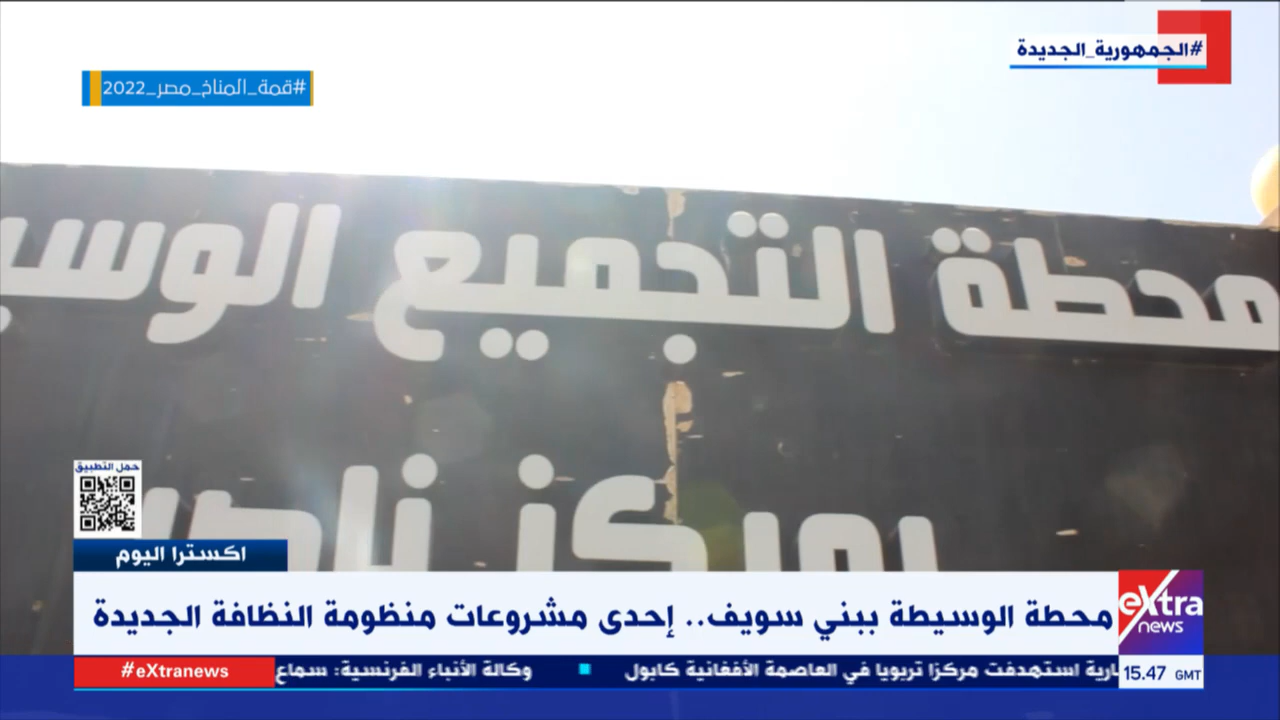 #الجمهورية_الجديدة
#قمة_المناخ_مصر_2022
محطة التجميع
بمركز
حمل التطبيق
اكسترا اليوم
محطة الوسيطة ببني سويف.. إحدى مشروعات منظومة النظافة الجديدة
eXtra news
استهدفت مركزا تربويا في العاصمة الأفغانية كابول
وكالة الأنباء الفرنسية: سماع
#eXtranews
15.47 GMT